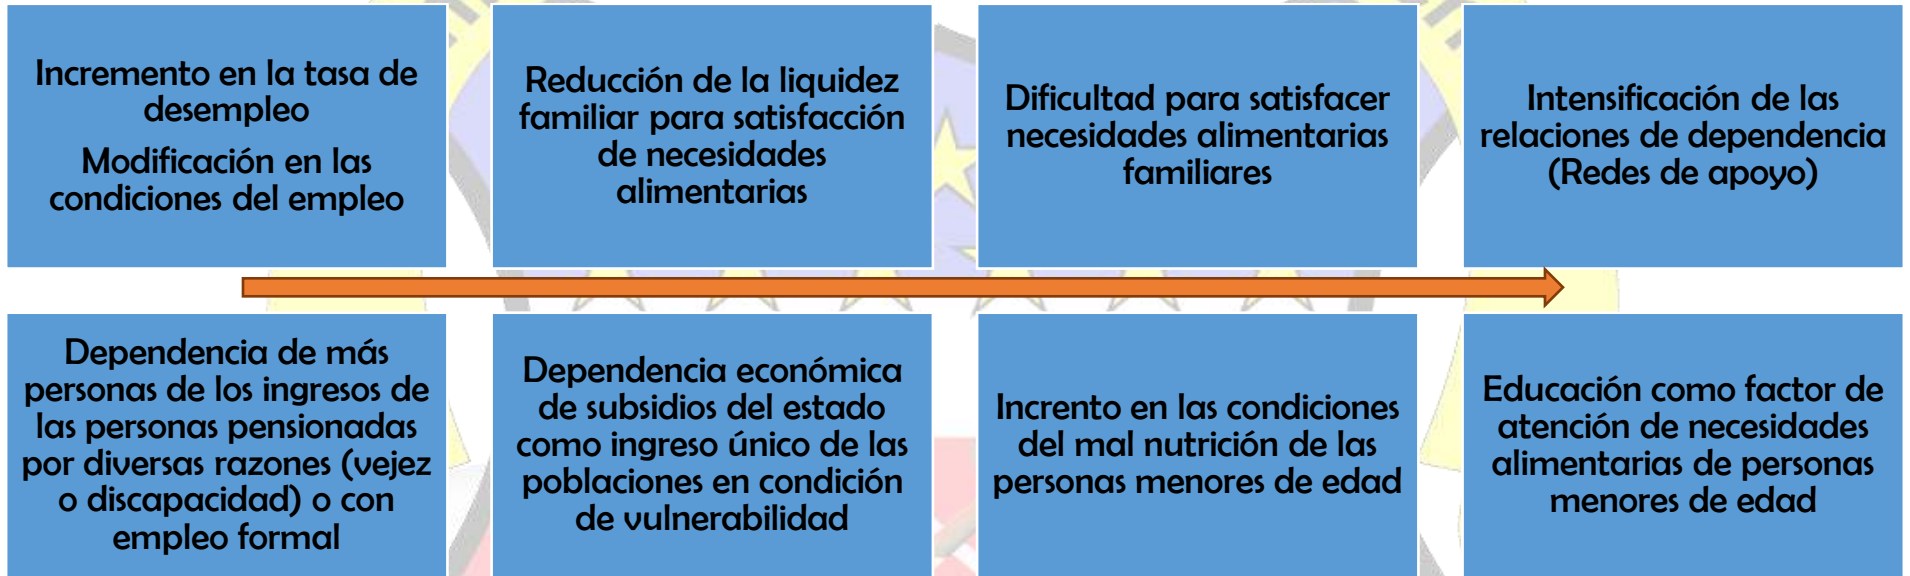 Incremento en la tasa de
desempleo
Modificación en las
condiciones del empleo
Reducción de la liquidez
familiar para satisfacción
de necesidades
alimentarias
Dificultad para satisfacer
necesidades alimentarias
familiares
Intensificación de las
relaciones de dependencia
(Redes de apoyo)
Dependencia de más
personas de los ingresos de
las personas pensionadas
por diversas razones (vejez
o discapacidad) o con
empleo formal
Dependencia económica
de subsidios del estado
como ingreso único de las
poblaciones en condición
de vulnerabilidad
Incrento en las condiciones
del mal nutrición de las
personas menores de edad
Educación como factor de
atención de necesidades
alimentarias de personas
menores de edad